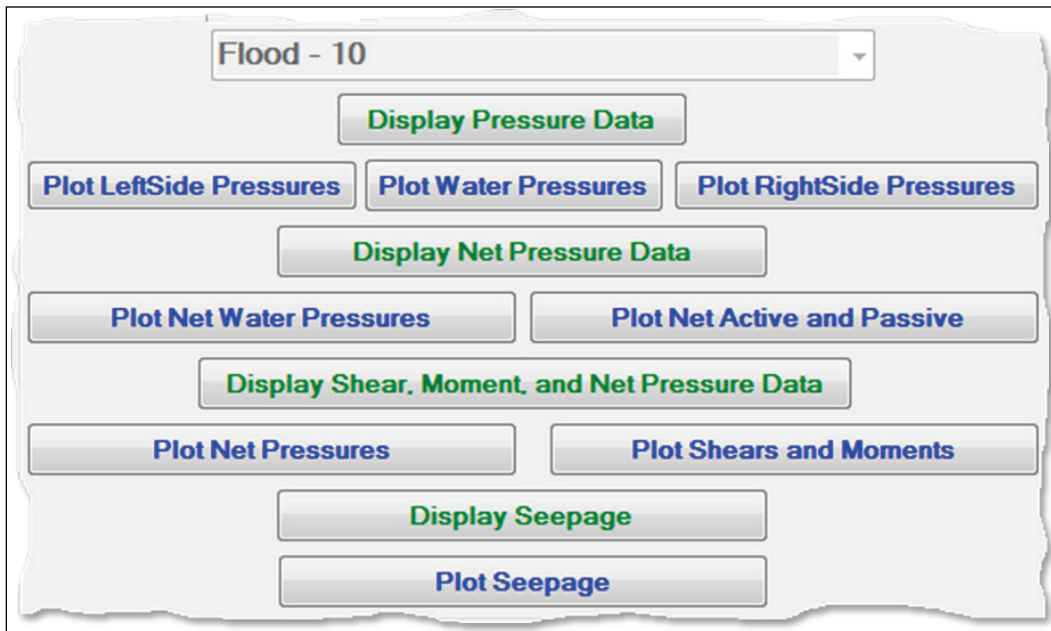 Flood - 10
Display Pressure Data
Plot LeftSide Pressures
Plot Water Pressures
Plot RightSide Pressures
Display Net Pressure Data
Plot Net Water Pressures
Plot Net Active and Passive
Display Shear, Moment, and Net Pressure Data
Plot Net Pressures
Plot Shears and Moments
Display Seepage
Plot Seepage